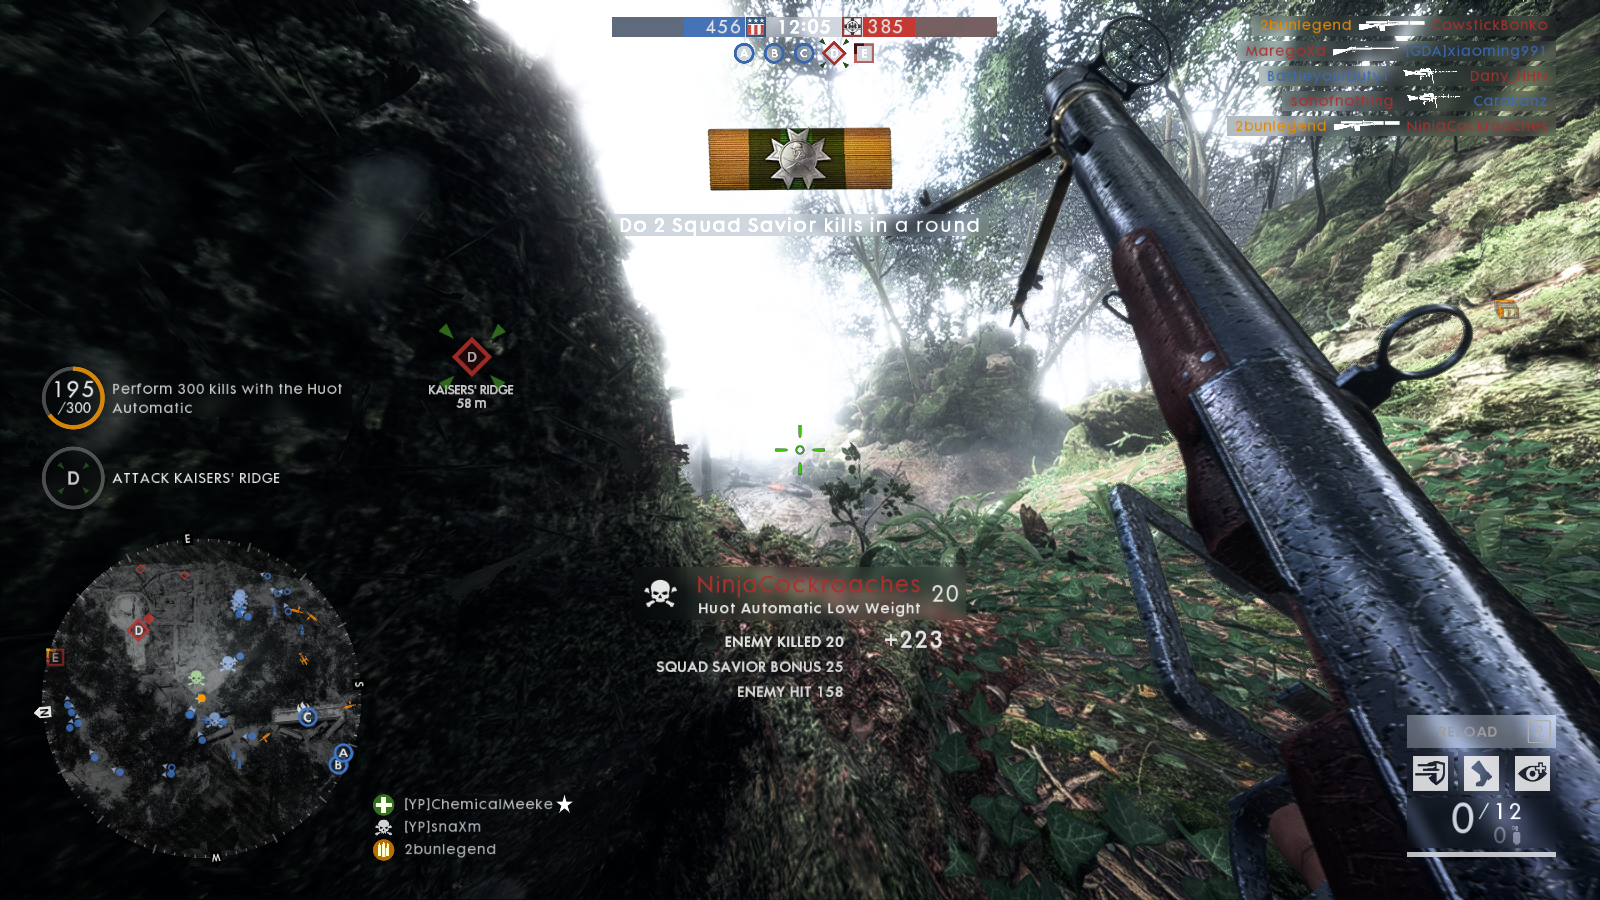 456 12:05 385
A B C D E
2bunlegend CowstickBonko
MaregoXd [GDA]xiaoming991
Dany_HHN
sonofnothing
2bunlegend NinjaCockroaches
Do 2 Squad Savior kills in a round
D
KAISERS' RIDGE
58 m
195
/300
Perform 300 kills with the Huot
Automatic
D
ATTACK KAISERS' RIDGE
NinjaCockroaches 20
Huot Automatic Low Weight
ENEMY KILLED 20 +223
SQUAD SAVIOR BONUS 25
ENEMY HIT 158
E
D
E
S
N
C
A
B
W
[YP]ChemicalMeeke
[YP]snaXm
2bunlegend
RELOAD
0/12
0